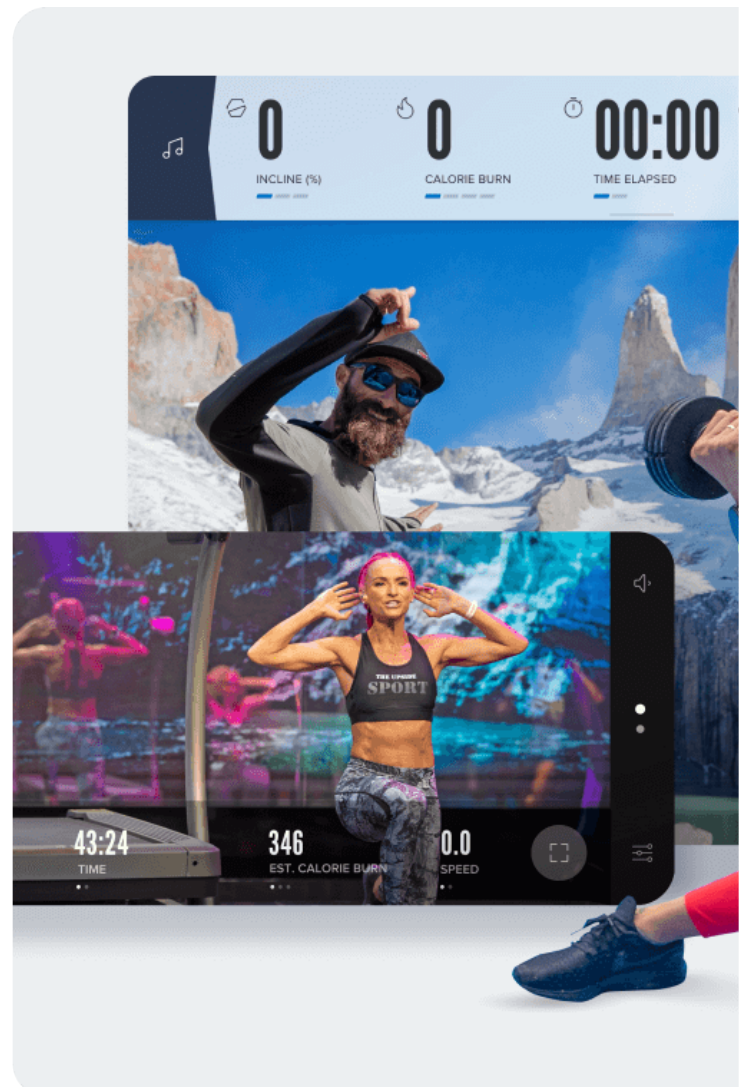 0
INCLINE (%)
0
CALORIE BURN
00:00
TIME ELAPSED
THE UPSIDE
SPORT
43:24
TIME
346
EST. CALORIE BURN
0.0
SPEED